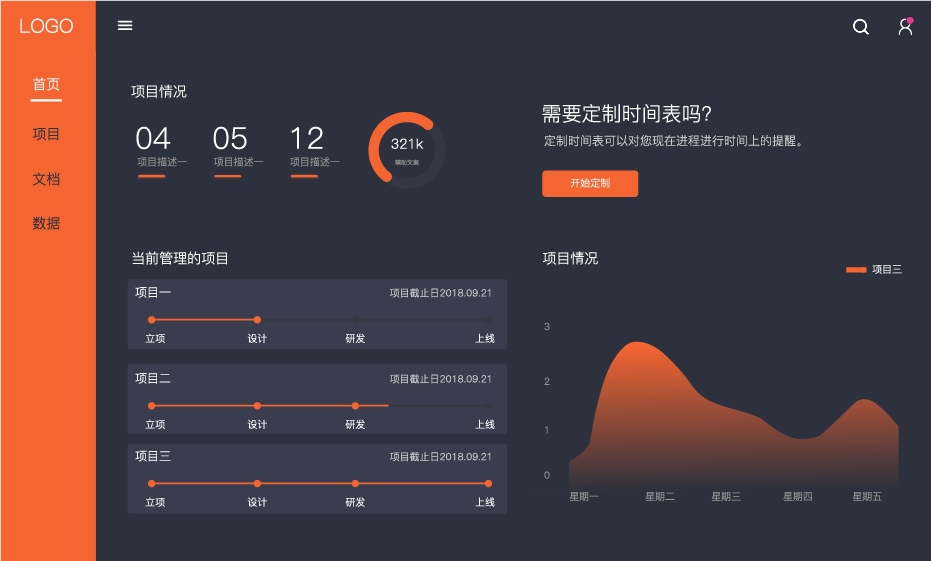 LOGO
首页
项目
文档
数据
项目情况
04
05
12
项目描述一
项目描述一
项目描述一
321k
辅助文案
需要定制时间表吗?
定制时间表可以对您现在进程进行时间上的提醒。
开始定制
当前管理的项目
项目一
项目截止日2018.09.21
立项
设计
研发
上线
项目二
项目截止日2018.09.21
立项
设计
研发
上线
项目三
项目截止日2018.09.21
立项
设计
研发
上线
项目情况
项目三
3
2
1
0
星期一
星期二
星期三
星期四
星期五